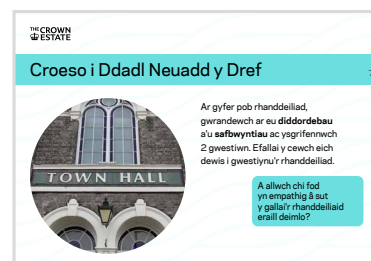 THE CROWN
ESTATE
Croeso i Ddadl Neuadd y Dref
Ar gyfer pob rhanddeiliad,
gwrandewch ar eu diddordebau
a'u safbwyntiau ac ysgrifennwch
2 gwestiwn. Efallai y cewch eich
dewis i gwestiynu'r rhanddeiliad.
TOWN HALL
A allwch chi fod
yn empathig â sut
y gallai'r rhanddeiliaid
eraill deimlo?